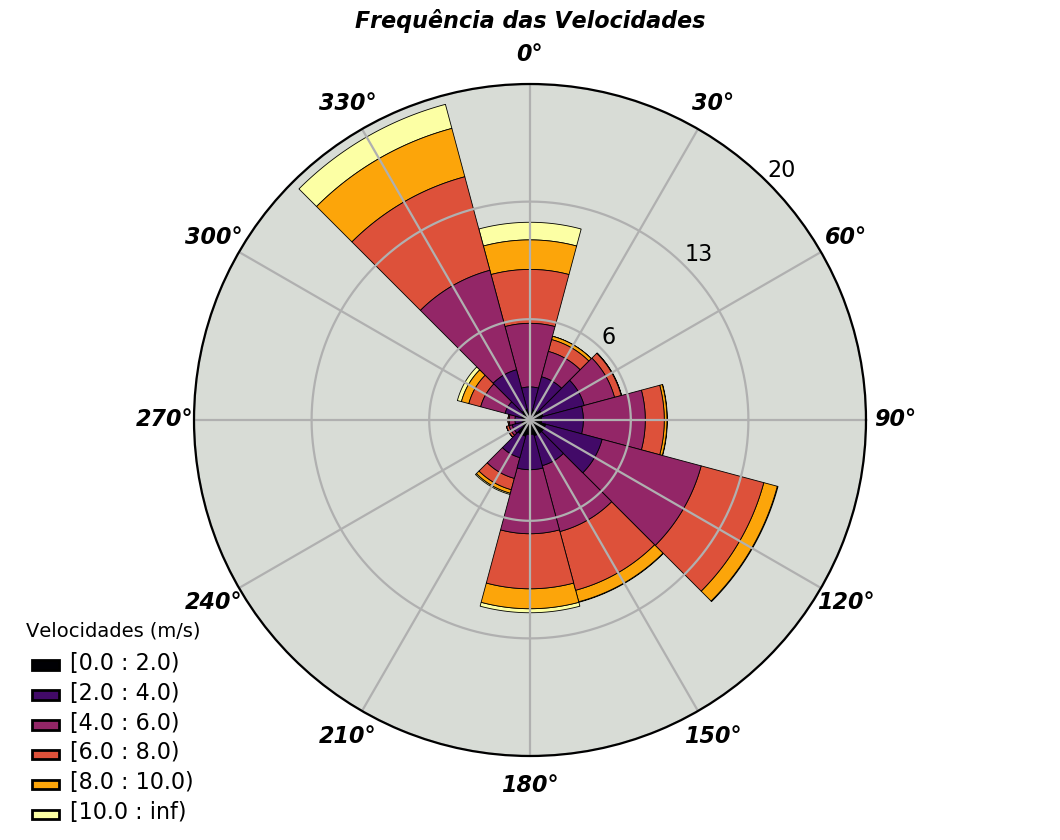 Frequência das Velocidades
0°
330°
30°
20
300°
60°
13
6
270°
90°
240°
120°
210°
150°
180°
Velocidades (m/s)
[0.0 : 2.0)
[2.0 : 4.0)
[4.0 : 6.0)
[6.0 : 8.0)
[8.0 : 10.0)
[10.0 : inf)